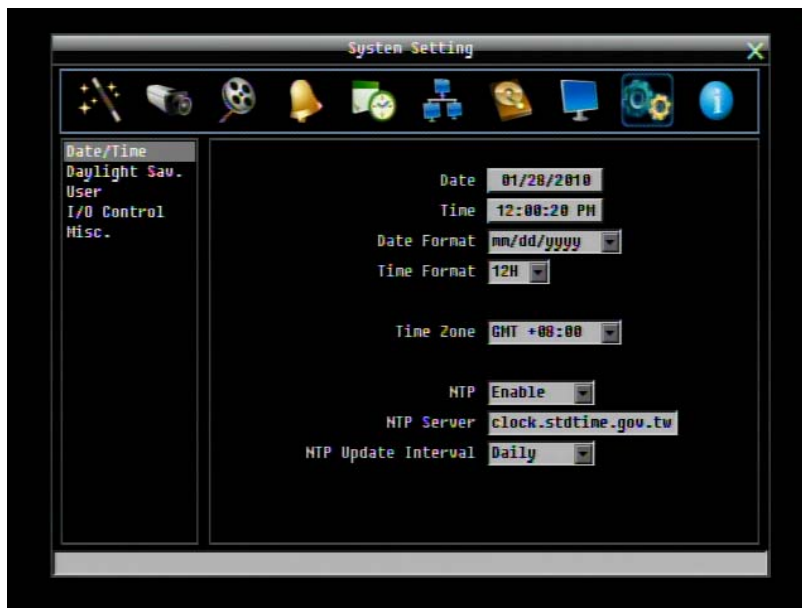 System Setting
X
Date/Time
Daylight Sav.
User
I/O Control
Misc.
Date 01/28/2010
Time 12:00:20 PM
Date Format mm/dd/yyyy
Time Format 12H
Time Zone GMT +08:00
NTP Enable
NTP Server clock.stdtime.gov.tw
NTP Update Interval Daily